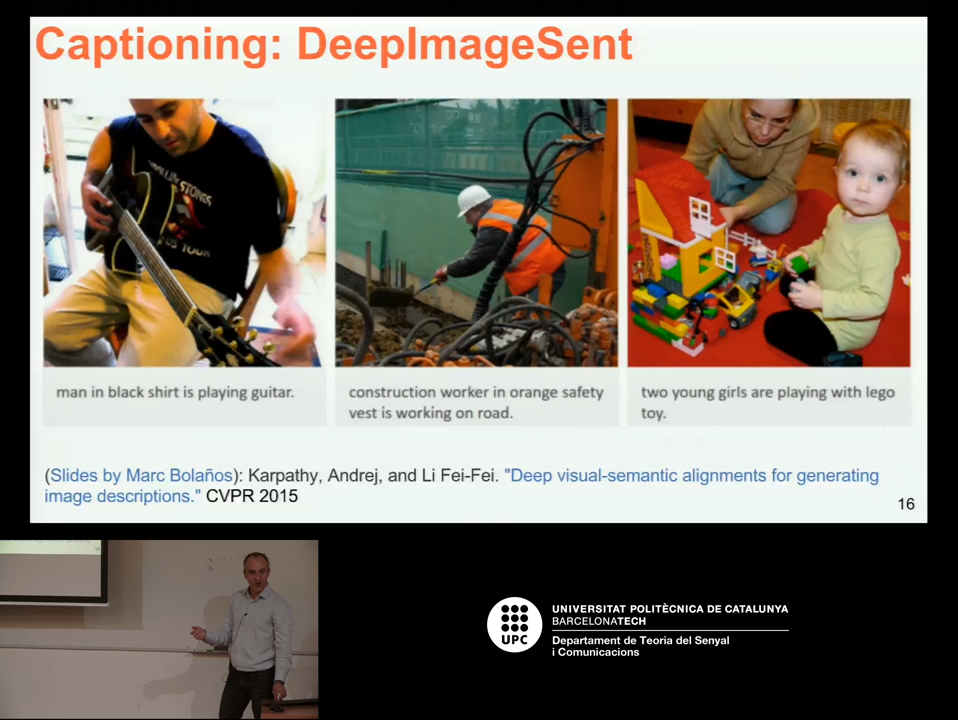 Captioning: DeepImageSent
man in black shirt is playing guitar.
construction worker in orange safety
vest is working on road.
two young girls are playing with lego
toy.
(Slides by Marc Bolaños): Karpathy, Andrej, and Li Fei-Fei. "Deep visual-semantic alignments for generating
image descriptions." CVPR 2015
16
UPC
UNIVERSITAT POLITÈCNICA DE CATALUNYA
BARCELONATECH
Departament de Teoria del Senyal
i Comunicacions